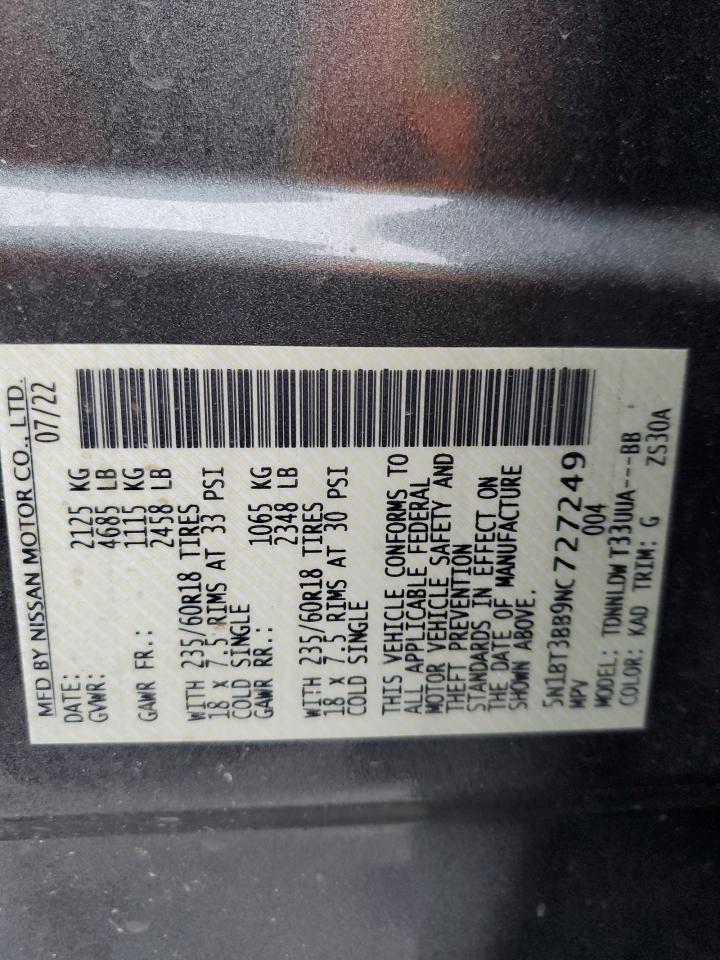 MFD BY NISSAN MOTOR CO., LTD.
DATE: 07/22
GVWR: 2125 KG
4685 LB
GAWR FR.: 1115 KG
2458 LB
WITH 235/60R18 TIRES
18 X 7.5 RIMS AT 33 PSI
COLD SINGLE
GAWR RR.: 1065 KG
2348 LB
WITH 235/60R18 TIRES
18 X 7.5 RIMS AT 30 PSI
COLD SINGLE
THIS VEHICLE CONFORMS TO
ALL APPLICABLE FEDERAL
MOTOR VEHICLE SAFETY AND
THEFT PREVENTION
STANDARDS IN EFFECT ON
THE DATE OF MANUFACTURE
SHOWN ABOVE.
5N1BT3BB9NC727249
MPV 004
MODEL: TDNNLDW T33UUA---BB
COLOR: KAD TRIM: G ZS30A